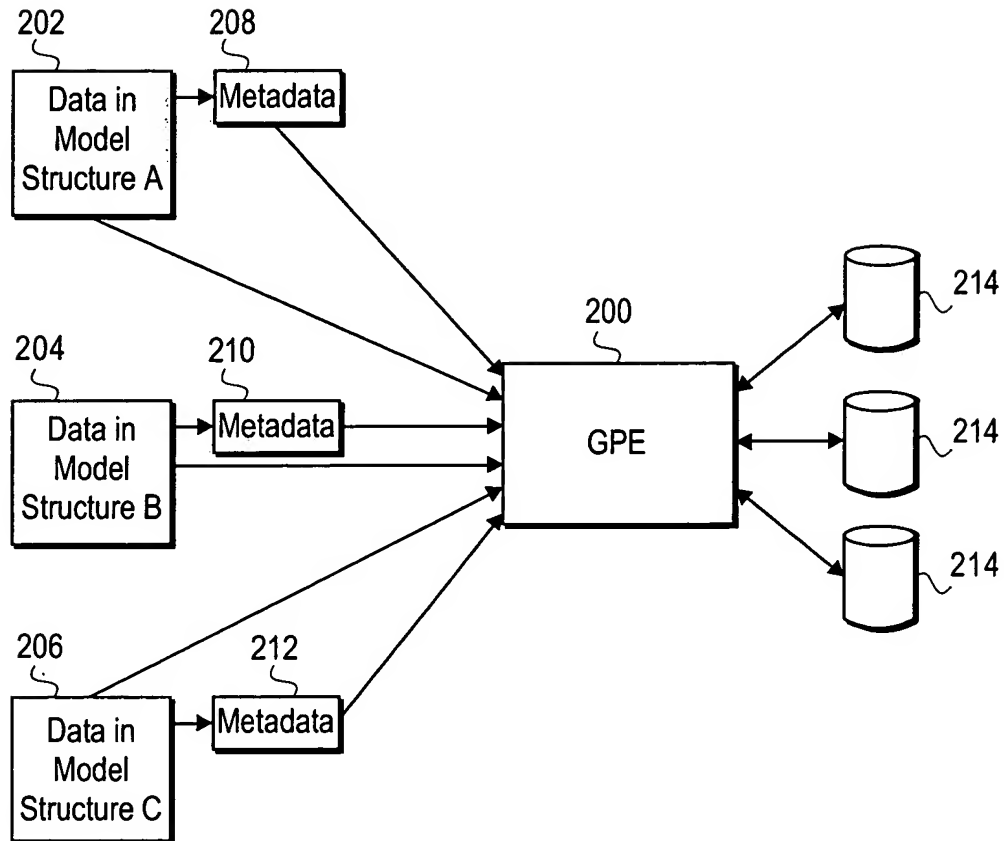 202
208
Data in
Model
Structure A
Metadata
204
210
Data in
Model
Structure B
Metadata
200
GPE
214
214
214
206
212
Data in
Model
Structure C
Metadata